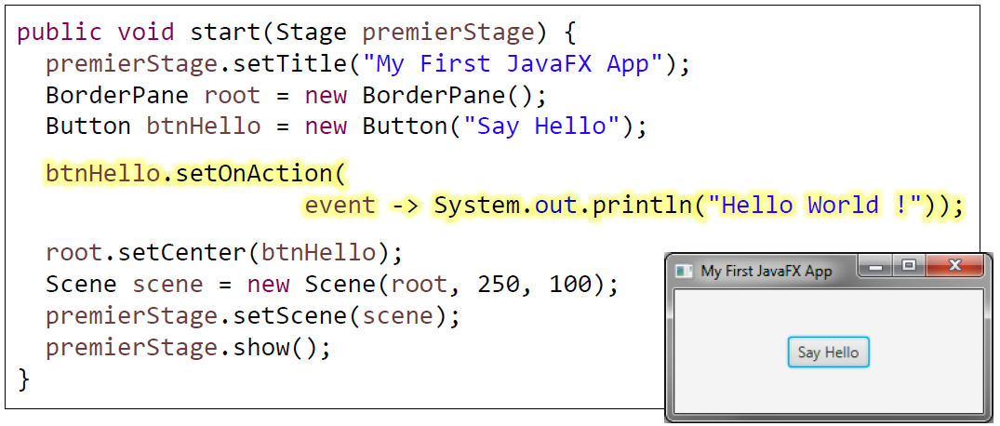 public void start(Stage premierStage) {
premierStage.setTitle("My First JavaFX App");
BorderPane root = new BorderPane();
Button btnHello = new Button("Say Hello");
btnHello.setOnAction(
event -> System.out.println("Hello World !"));
root.setCenter(btnHello);
Scene scene = new Scene(root, 250, 100);
premierStage.setScene(scene);
premierStage.show();
}
My First JavaFX App
Say Hello